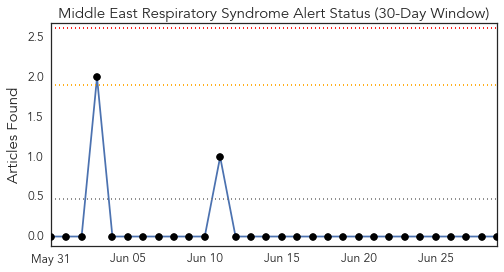 Middle East Respiratory Syndrome Alert Status (30-Day Window)
Articles Found
2.5
2.0
1.5
1.0
0.5
0.0
May 31
Jun 05
Jun 10
Jun 15
Jun 20
Jun 25